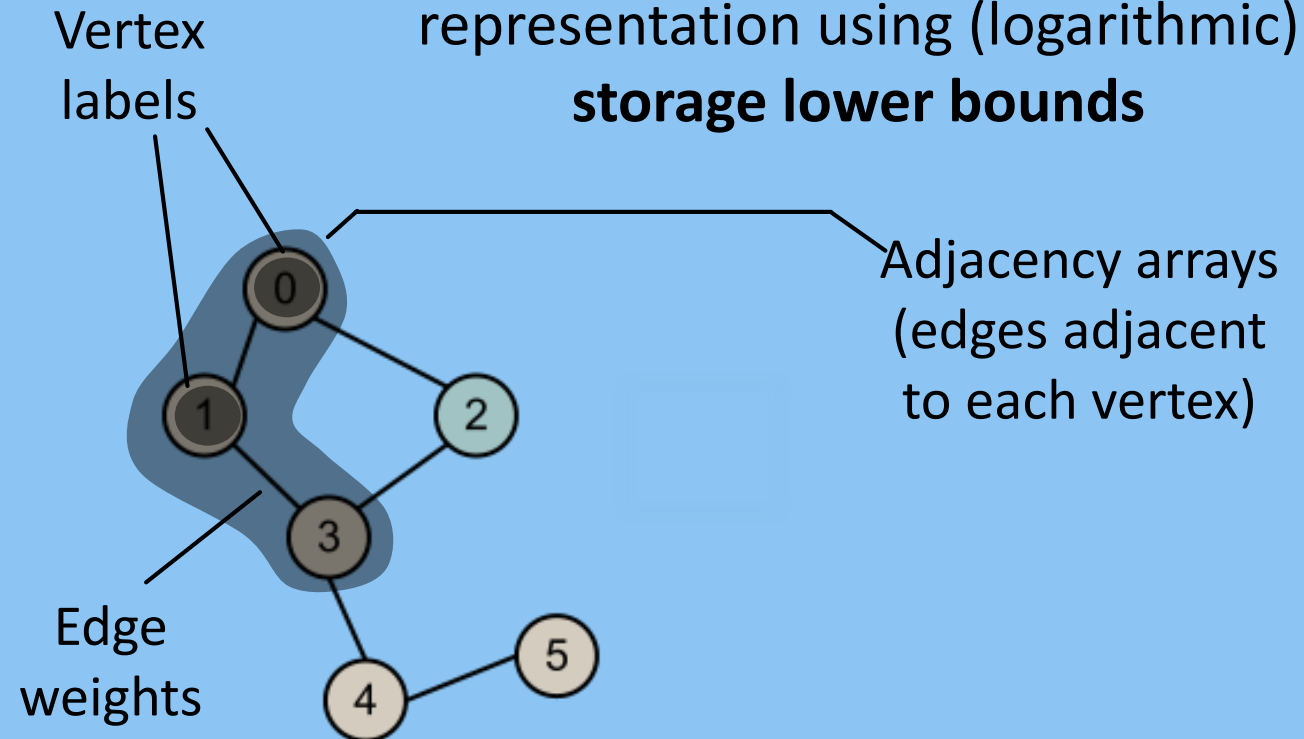 Vertex
labels
representation using (logarithmic)
storage lower bounds
Adjacency arrays
(edges adjacent
to each vertex)
0
1
2
3
4
5
Edge
weights